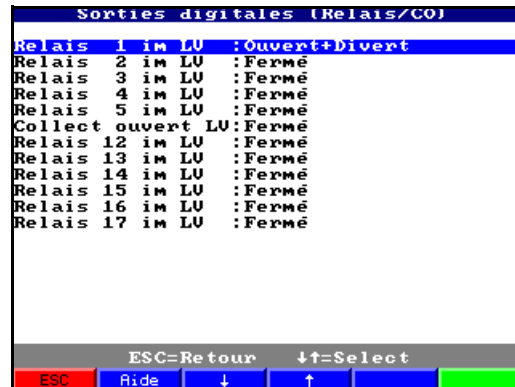 Sorties digitales (Relais/CO)
Relais 1 im LV :Ouvert+Divert
Relais 2 im LV :Fermé
Relais 3 im LV :Fermé
Relais 4 im LV :Fermé
Relais 5 im LV :Fermé
Collect ouvert LV:Fermé
Relais 12 im LV :Fermé
Relais 13 im LV :Fermé
Relais 14 im LV :Fermé
Relais 15 im LV :Fermé
Relais 16 im LV :Fermé
Relais 17 im LV :Fermé
ESC=Retour ↓↑=Select
ESC Aide ↓ ↑